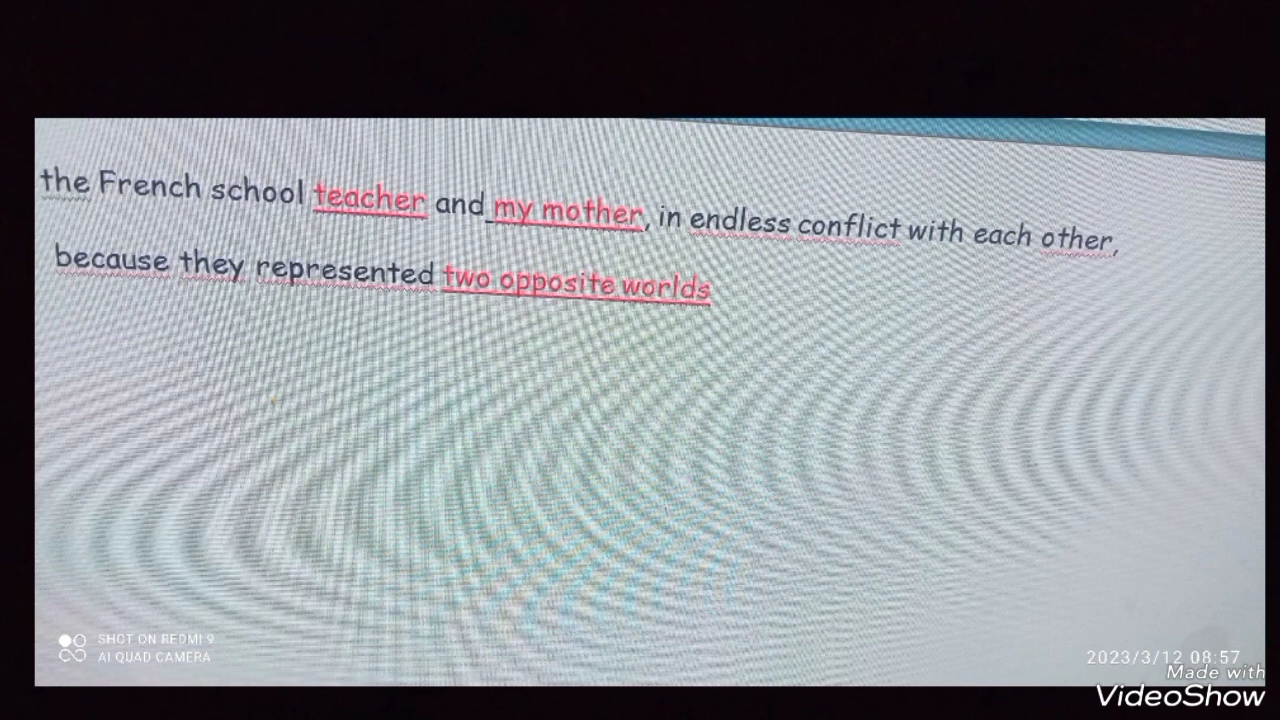 the French school teacher and my mother, in endless conflict with each other,
because they represented two opposite worlds
SHOT ON REDMI 9
AI QUAD CAMERA
2023/3/12 08:57
Made with
VideoShow